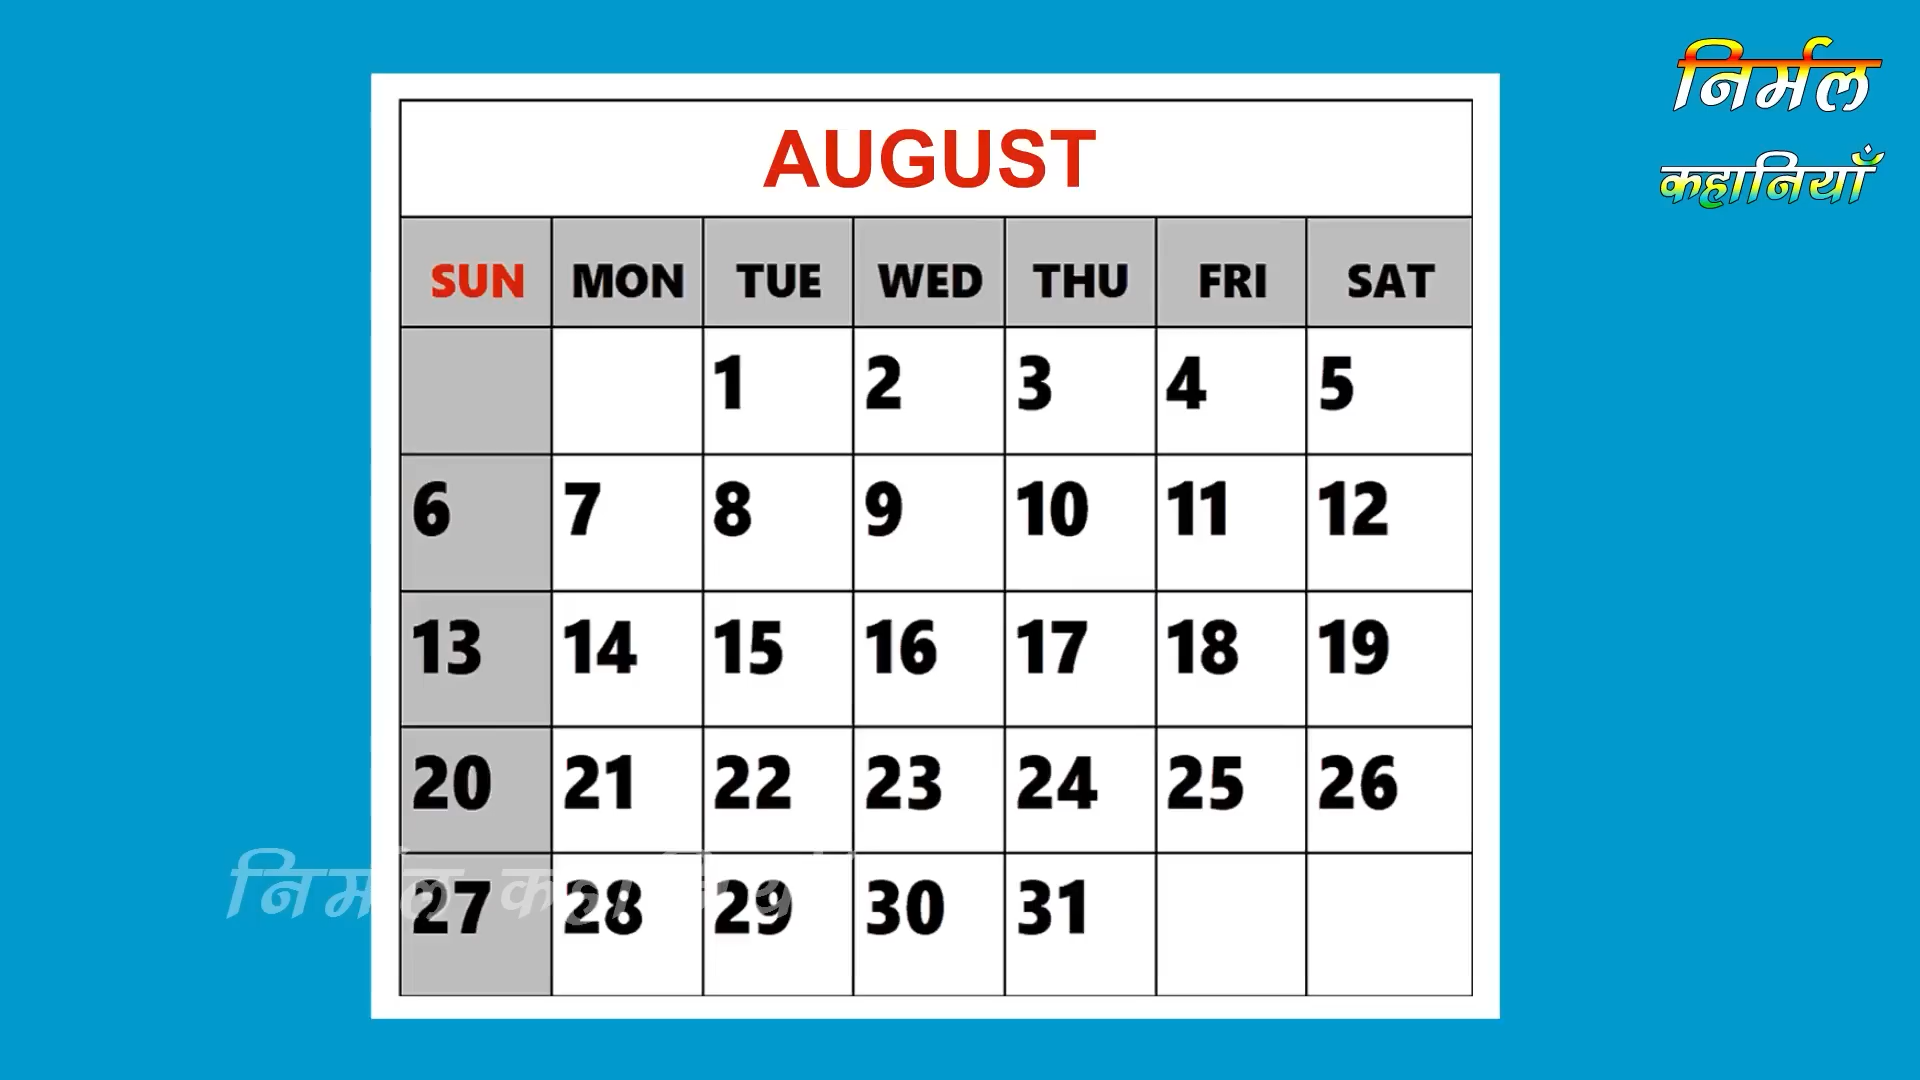 निर्मल
कहानियाँ
AUGUST
SUN MON TUE WED THU FRI SAT
1 2 3 4 5
6 7 8 9 10 11 12
13 14 15 16 17 18 19
20 21 22 23 24 25 26
27 28 29 30 31
निर्मल कहानियाँ